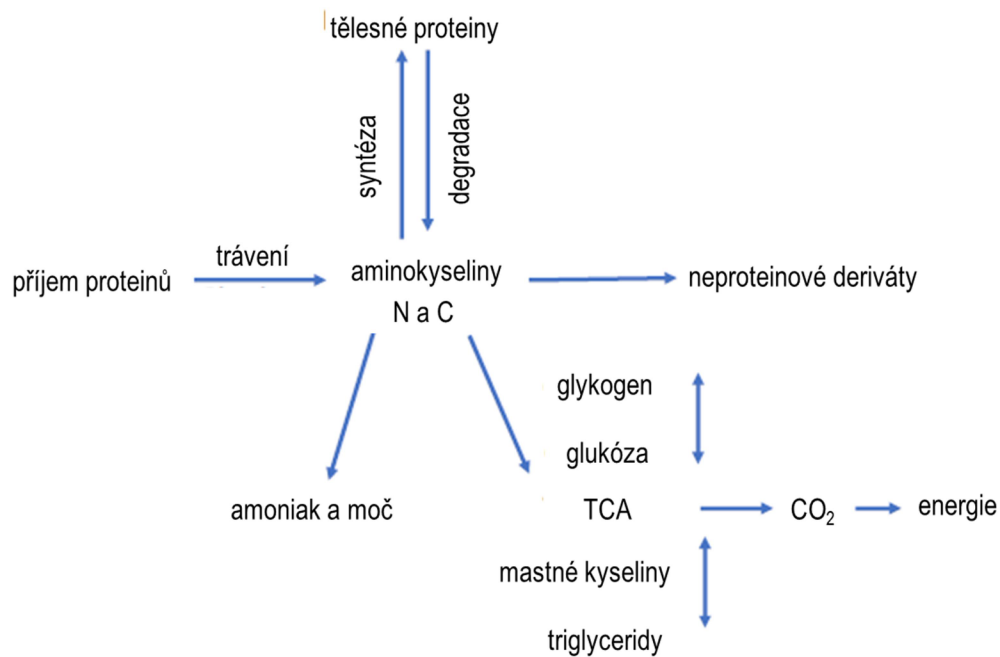 tělesné proteiny
syntéza
degradace
příjem proteinů
trávení
aminokyseliny
N a C
neproteinové deriváty
glykogen
glukóza
amoniak a moč
TCA
CO₂
energie
mastné kyseliny
triglyceridy